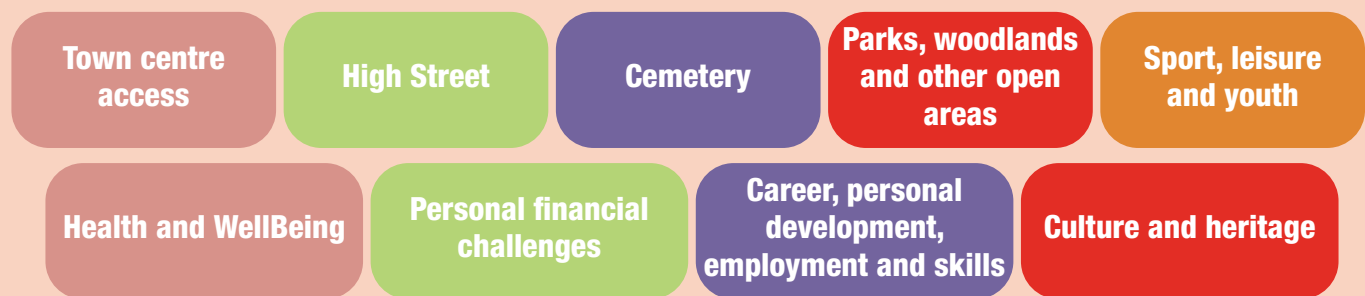 Town centre
access
High Street
Cemetery
Parks, woodlands
and other open
areas
Sport, leisure
and youth
Health and WellBeing
Personal financial
challenges
Career, personal
development,
employment and skills
Culture and heritage